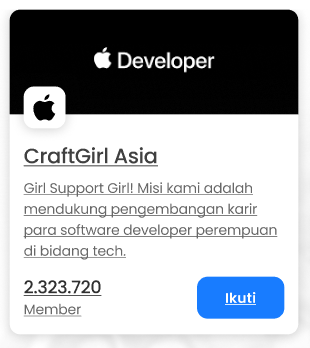 Developer
CraftGirl Asia
Girl Support Girl! Misi kami adalah
mendukung pengembangan karir
para software developer perempuan
di bidang tech.
2.323.720
Member
Ikuti